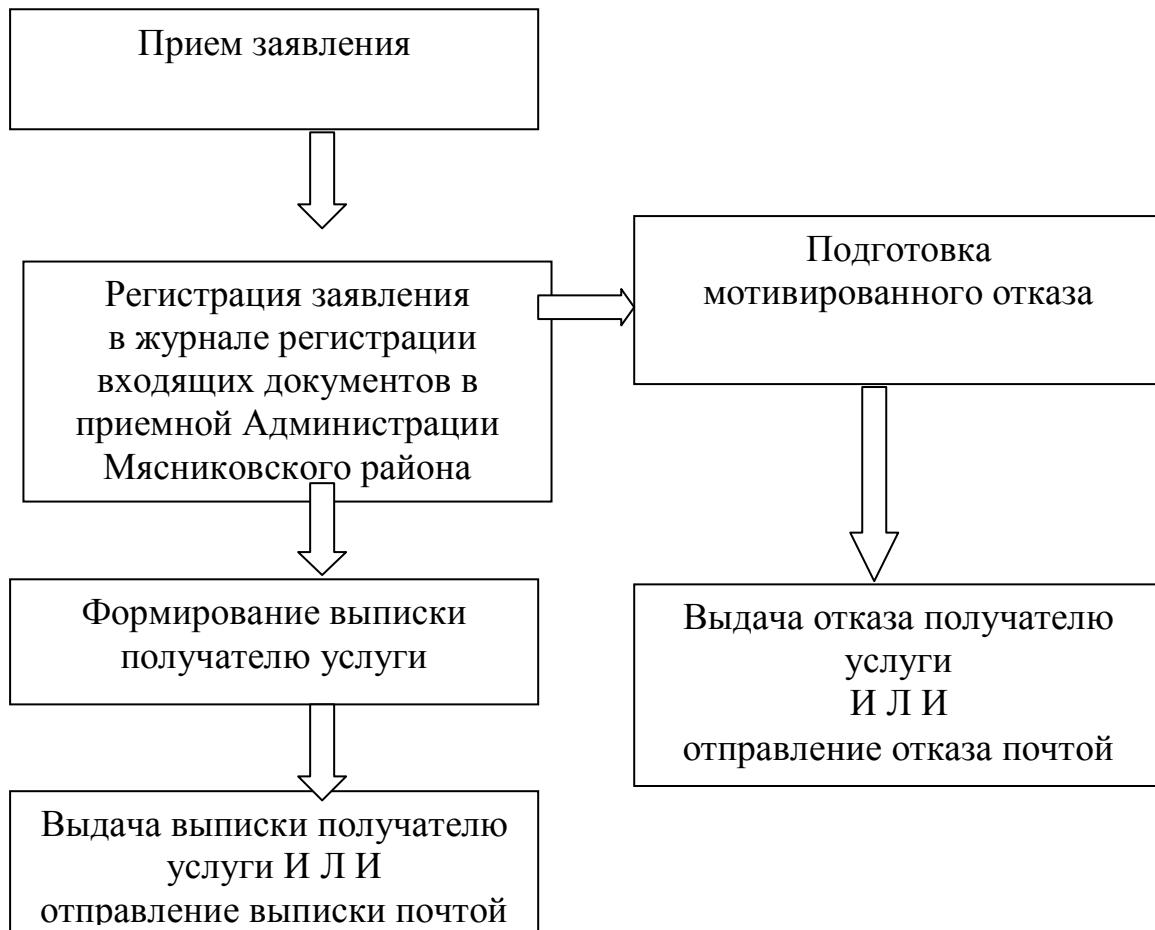 Прием заявления
Регистрация заявления
в журнале регистрации
входящих документов в
приемной Администрации
Мясниковского района
Подготовка
мотивированного отказа
Формирование выписки
получателю услуги
Выдача отказа получателю
услуги
И Л И
отправление отказа почтой
Выдача выписки получателю
услуги И Л И
отправление выписки почтой